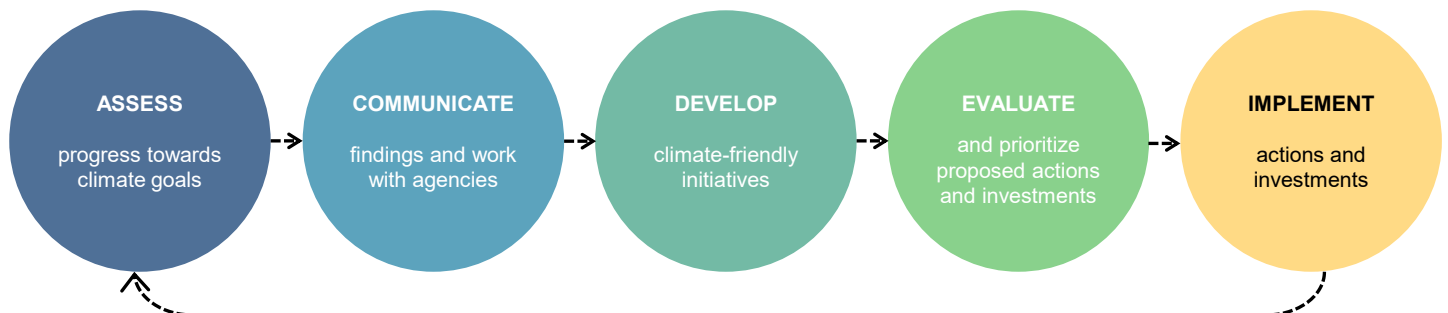 ASSESS
progress towards
climate goals
COMMUNICATE
findings and work
with agencies
DEVELOP
climate-friendly
initiatives
EVALUATE
and prioritize
proposed actions
and investments
IMPLEMENT
actions and
investments